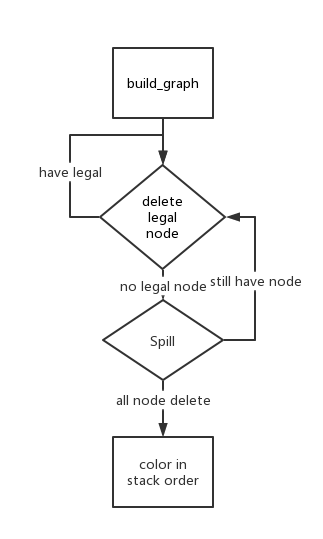 build_graph
have legal
delete
legal
node
no legal node
still have node
Spill
all node delete
color in
stack order